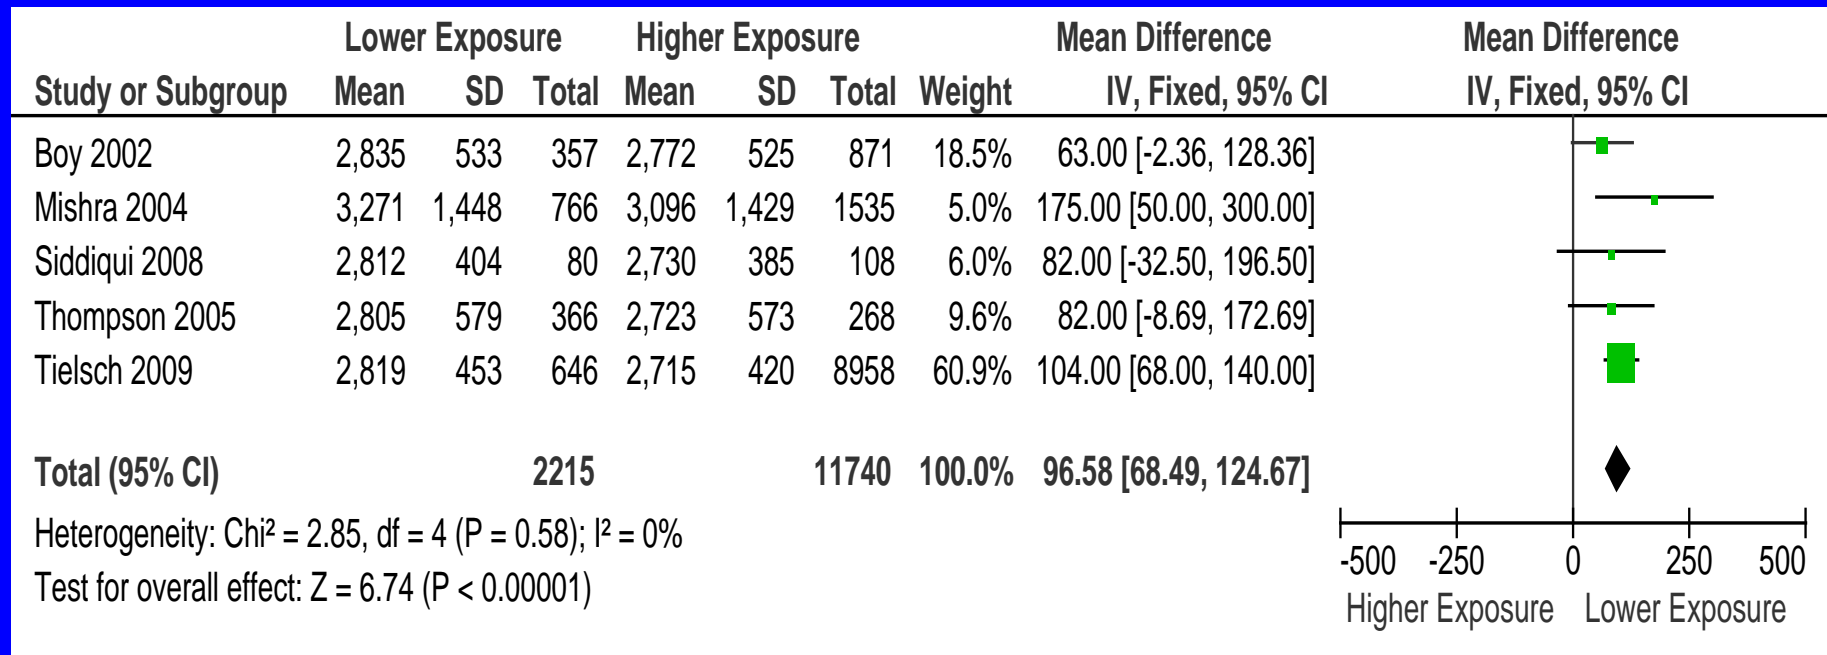 Lower Exposure Higher Exposure Mean Difference Mean Difference
Study or Subgroup Mean SD Total Mean SD Total Weight IV, Fixed, 95% CI IV, Fixed, 95% CI
Boy 2002 2,835 533 357 2,772 525 871 18.5% 63.00 [-2.36, 128.36]
Mishra 2004 3,271 1,448 766 3,096 1,429 1535 5.0% 175.00 [50.00, 300.00]
Siddiqui 2008 2,812 404 80 2,730 385 108 6.0% 82.00 [-32.50, 196.50]
Thompson 2005 2,805 579 366 2,723 573 268 9.6% 82.00 [-8.69, 172.69]
Tielsch 2009 2,819 453 646 2,715 420 8958 60.9% 104.00 [68.00, 140.00]
Total (95% CI) 2215 11740 100.0% 96.58 [68.49, 124.67]
Heterogeneity: Chi² = 2.85, df = 4 (P = 0.58); I² = 0%
Test for overall effect: Z = 6.74 (P < 0.00001)
-500 -250 0 250 500
Higher Exposure Lower Exposure